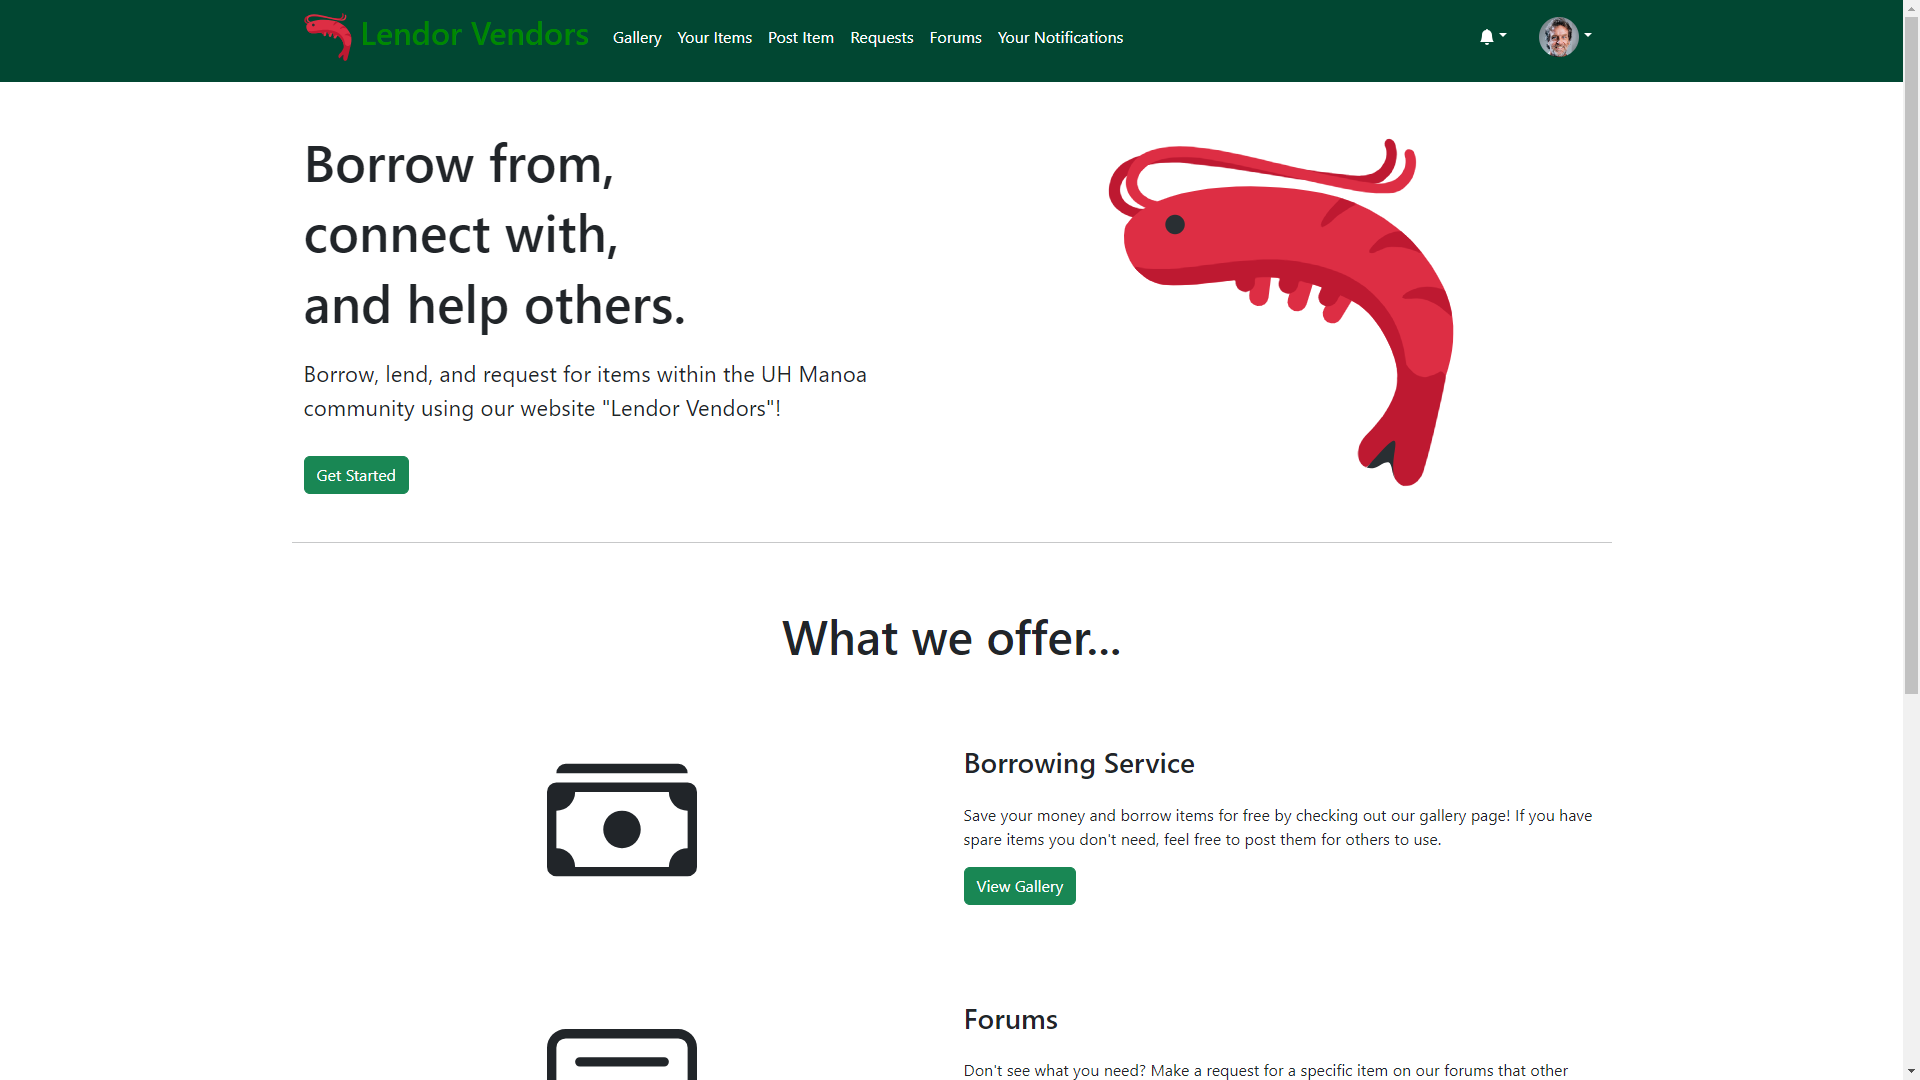 Lendor Vendors Gallery Your Items Post Item Requests Forums Your Notifications
Borrow from,
connect with,
and help others.
Borrow, lend, and request for items within the UH Manoa
community using our website "Lendor Vendors"!
Get Started
What we offer...
Borrowing Service
Save your money and borrow items for free by checking out our gallery page! If you have
spare items you don't need, feel free to post them for others to use.
View Gallery
Forums
Don't see what you need? Make a request for a specific item on our forums that other